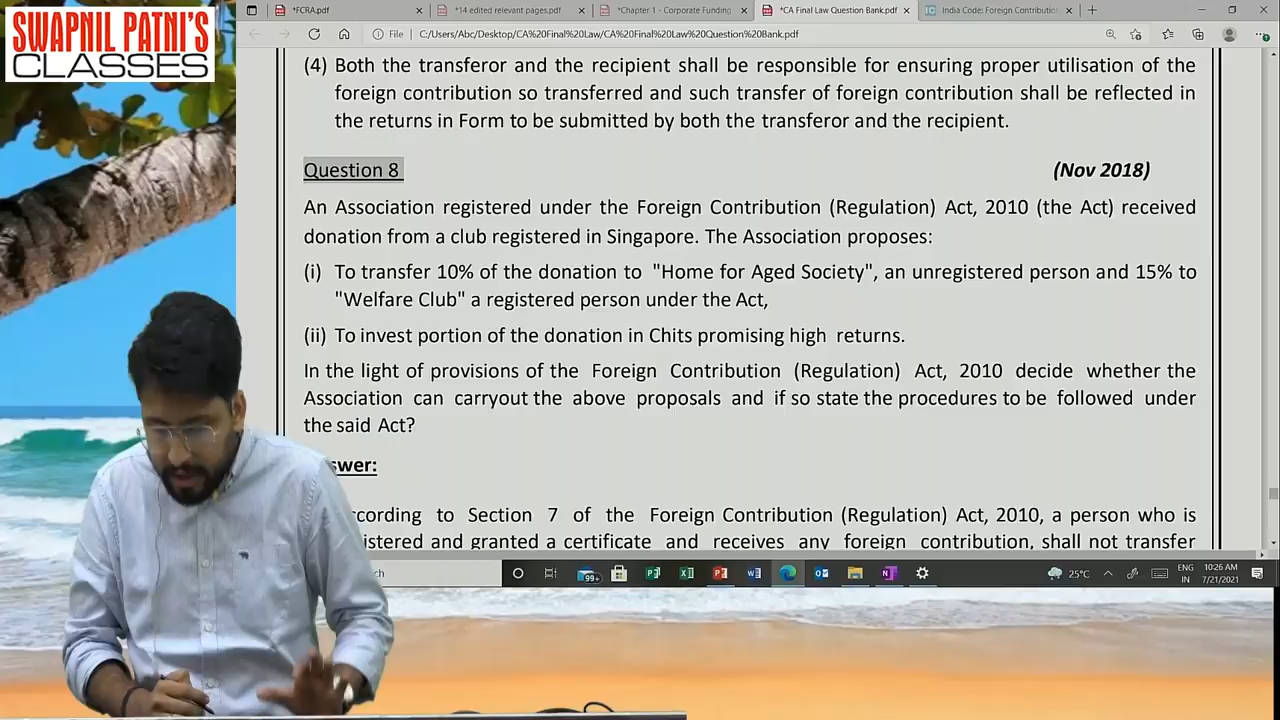 SWAPNIL PATNI'S
CLASSES
*FCRA.pdf
*14 edited relevant pages.pdf
*Chapter 1 - Corporate Funding
*CA Final Law Question Bank.pdf
India Code: Foreign Contributic
File
C:/Users/Abc/Desktop/CA%20Final%20Law/CA%20Final%20Law%20Question%20Bank.pdf
(4) Both the transferor and the recipient shall be responsible for ensuring proper utilisation of the
foreign contribution so transferred and such transfer of foreign contribution shall be reflected in
the returns in Form to be submitted by both the transferor and the recipient.
Question 8
(Nov 2018)
An Association registered under the Foreign Contribution (Regulation) Act, 2010 (the Act) received
donation from a club registered in Singapore. The Association proposes:
(i) To transfer 10% of the donation to "Home for Aged Society", an unregistered person and 15% to
"Welfare Club" a registered person under the Act,
(ii) To invest portion of the donation in Chits promising high returns.
In the light of provisions of the Foreign Contribution (Regulation) Act, 2010 decide whether the
Association can carryout the above proposals and if so state the procedures to be followed under
the said Act?
swer:
cording to Section 7 of the Foreign Contribution (Regulation) Act, 2010, a person who is
istered and granted a certificate and receives any foreign contribution, shall not transfer
ch
99+
25°C
ENG
IN
10:26 AM
7/21/2021